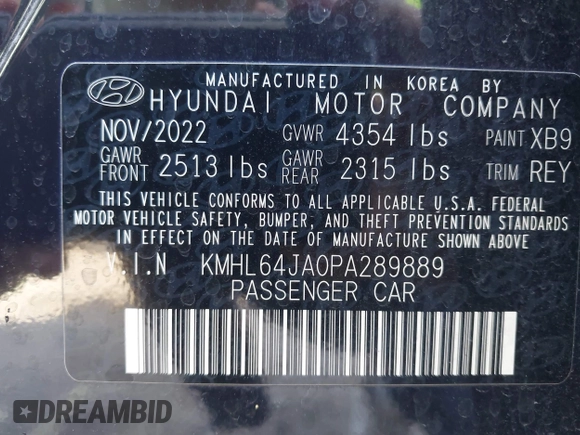 MANUFACTURED IN KOREA BY
HYUNDAI MOTOR COMPANY
NOV/2022 GVWR 4354 lbs PAINT XB9
GAWR FRONT 2513 lbs GAWR REAR 2315 lbs TRIM REY
THIS VEHICLE CONFORMS TO ALL APPLICABLE U.S.A. FEDERAL
MOTOR VEHICLE SAFETY, BUMPER, AND THEFT PREVENTION STANDARDS
IN EFFECT ON THE DATE OF MANUFACTURE SHOWN ABOVE
V.I.N KMHL64JA0PA289889
PASSENGER CAR
DREAMBID